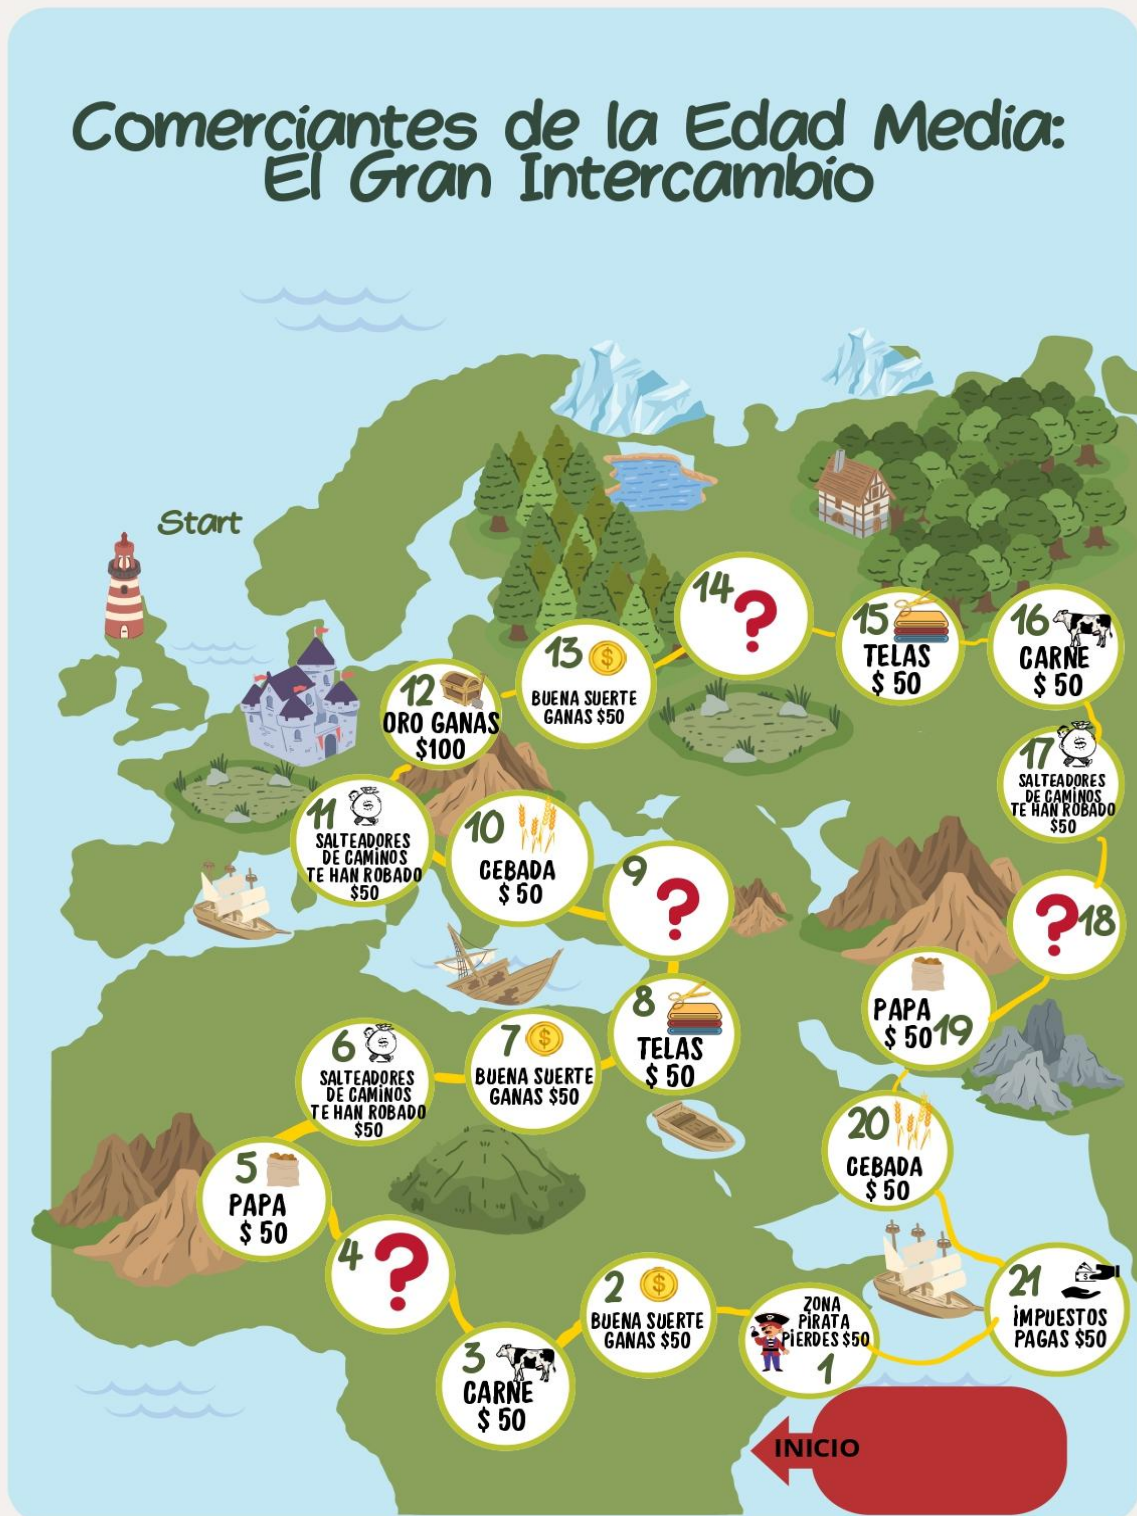 Comerciantes de la Edad Media:
El Gran Intercambio
Start
14
?
15
TELAS
$ 50
16
CARNE
$ 50
13
$
BUENA SUERTE
GANAS $50
12
ORO GANAS
$100
17
$
SALTEADORES
DE CAMINOS
TE HAN ROBADO
$50
11
$
SALTEADORES
DE CAMINOS
TE HAN ROBADO
$50
10
CEBADA
$ 50
9
?
?
18
8
TELAS
$ 50
PAPA
$ 50
19
6
$
SALTEADORES
DE CAMINOS
TE HAN ROBADO
$50
7
$
BUENA SUERTE
GANAS $50
20
CEBADA
$ 50
5
PAPA
$ 50
4
?
2
$
BUENA SUERTE
GANAS $50
ZONA
PIRATA
PIERDES $50
1
21
IMPUESTOS
PAGAS $50
3
CARNE
$ 50
INICIO